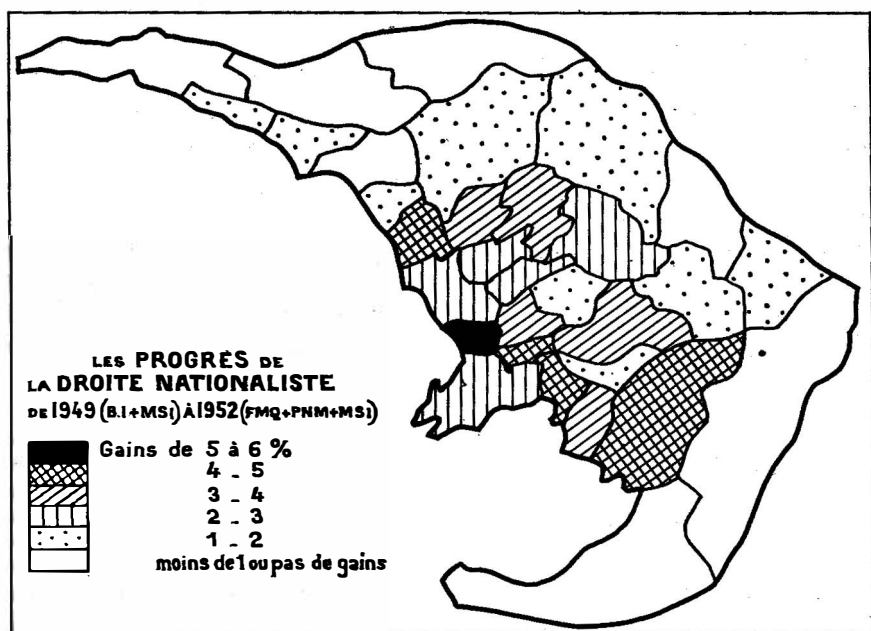 LES PROGRÈS DE
LA DROITE NATIONALISTE
DE 1949 (B.I+MSI) À 1952 (FMQ+PNM+MSI)
Gains de 5 à 6 %
4 - 5
3 - 4
2 - 3
1 - 2
moins de 1 ou pas de gains